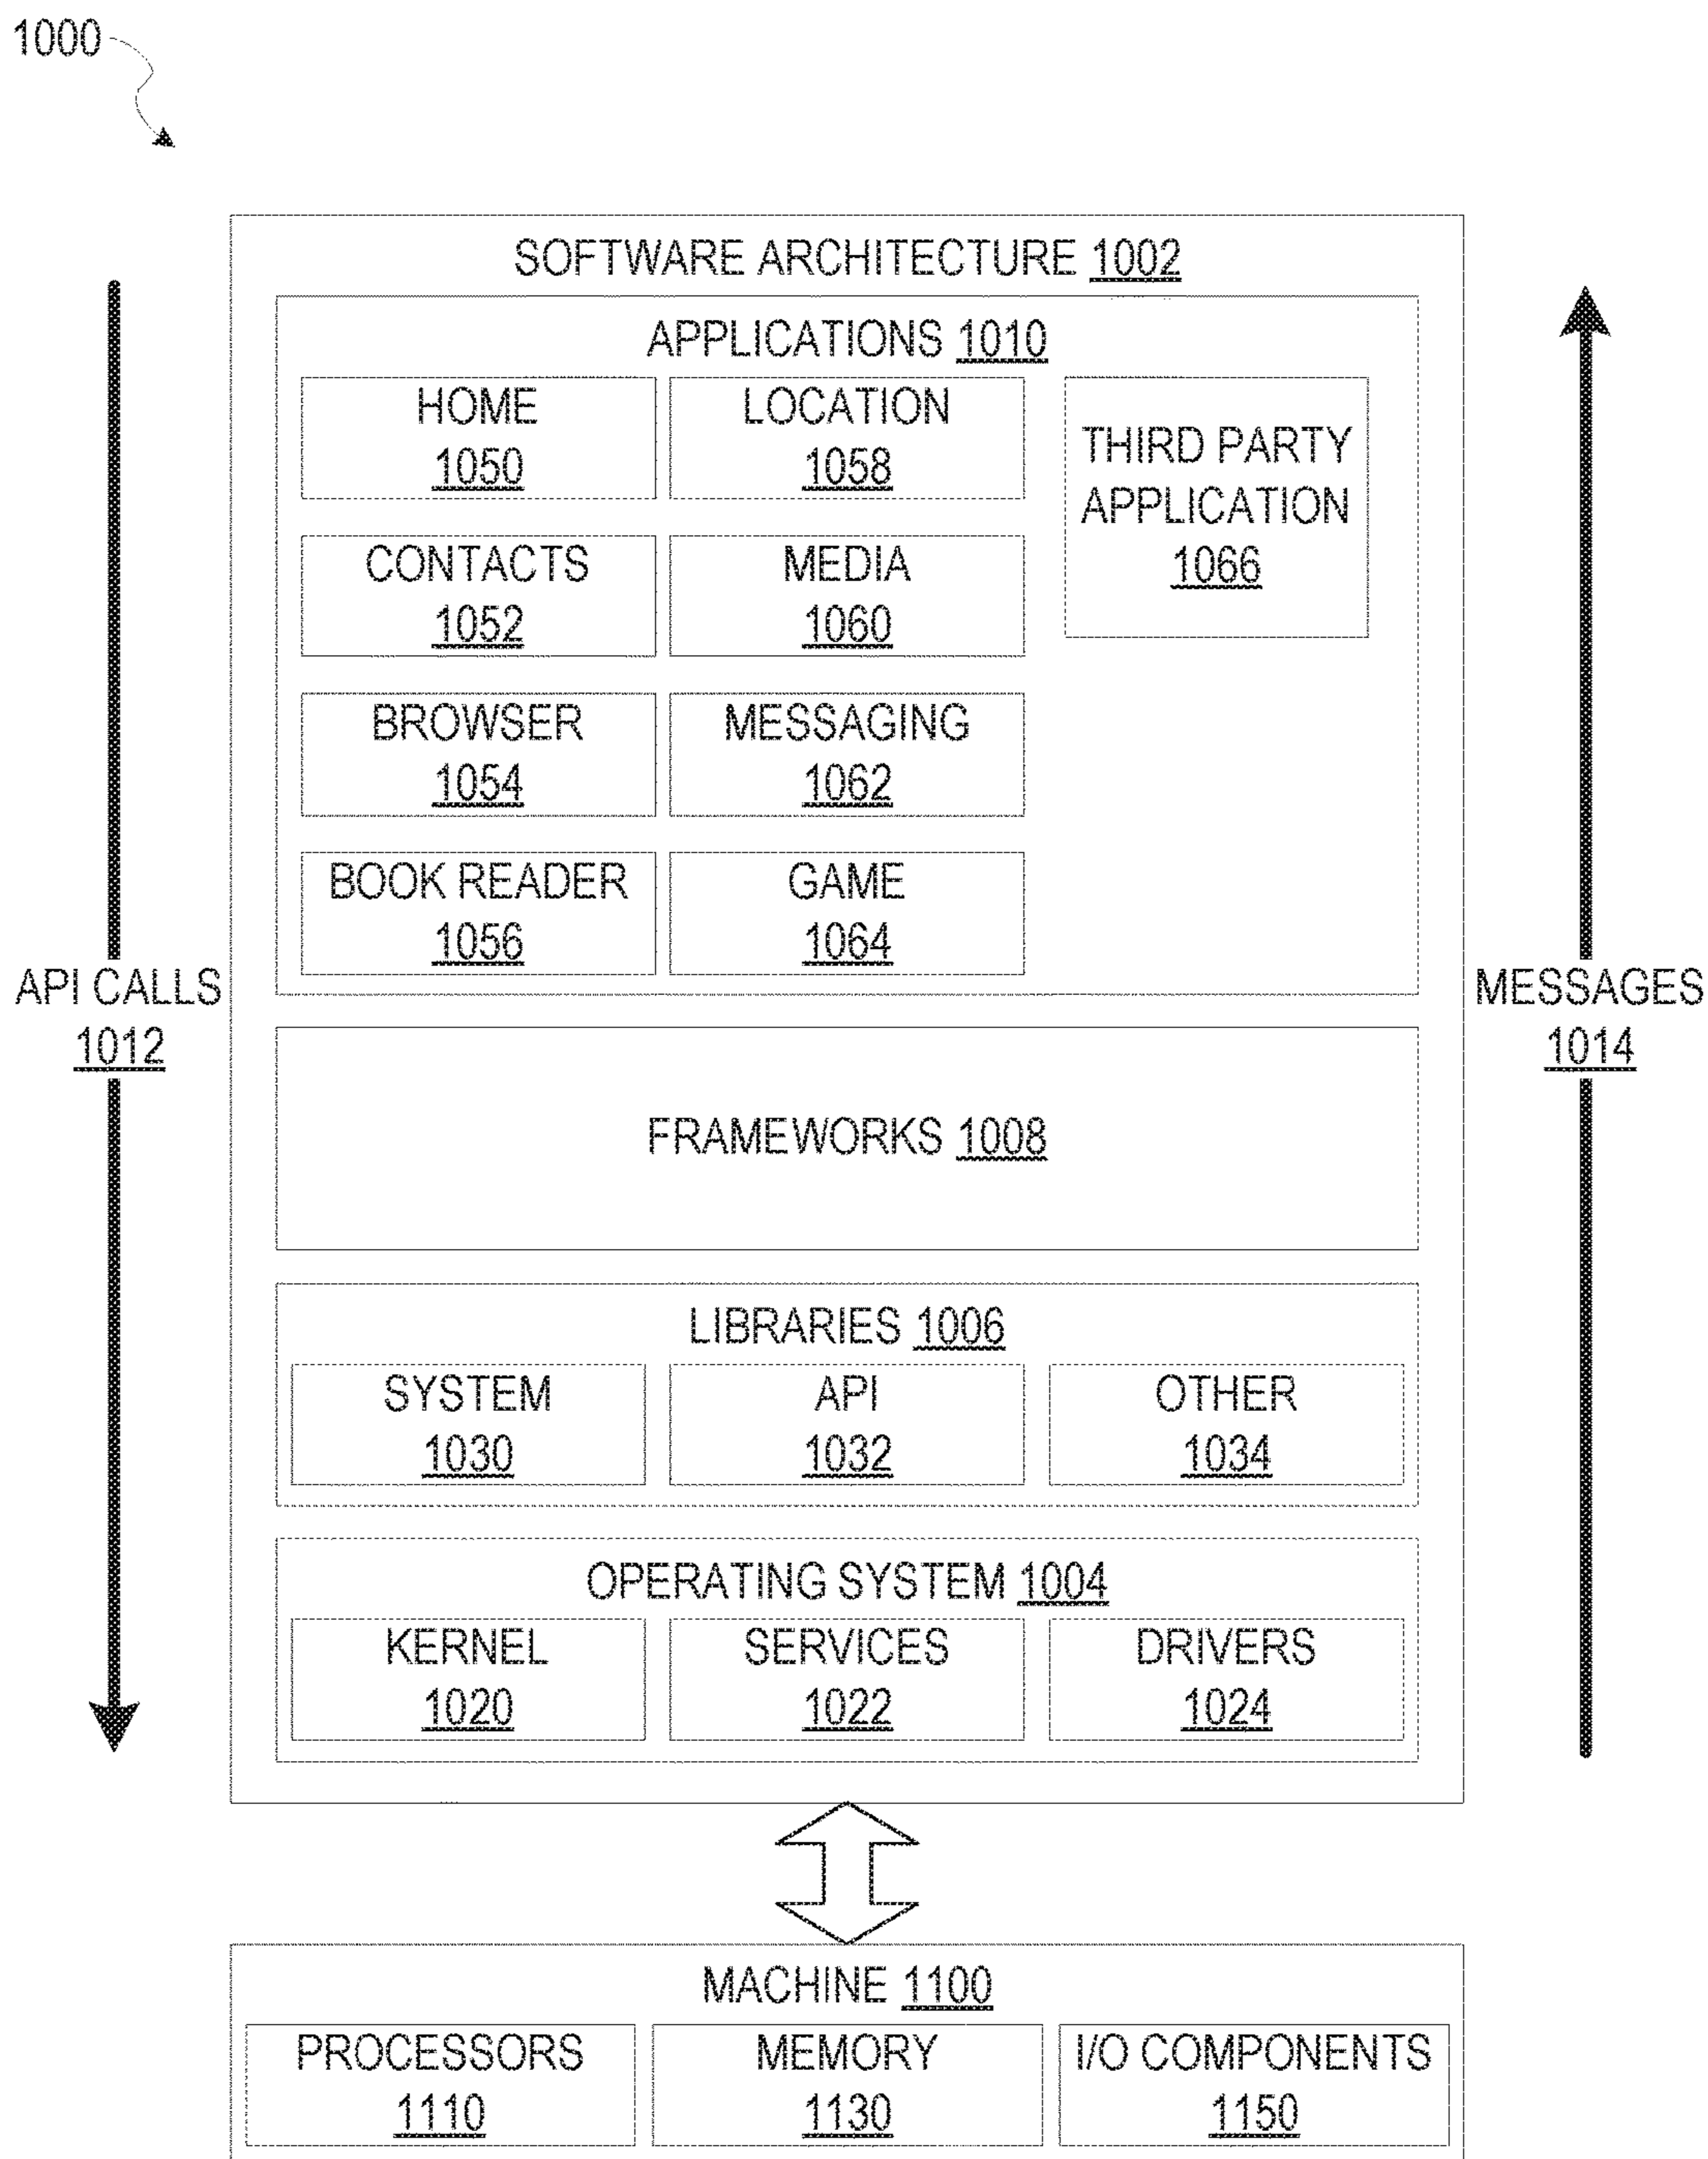 1000
SOFTWARE ARCHITECTURE 1002
APPLICATIONS 1010
HOME
1050
LOCATION
1058
THIRD PARTY
APPLICATION
1066
CONTACTS
1052
MEDIA
1060
BROWSER
1054
MESSAGING
1062
BOOK READER
1056
GAME
1064
API CALLS
1012
MESSAGES
1014
FRAMEWORKS 1008
LIBRARIES 1006
SYSTEM
1030
API
1032
OTHER
1034
OPERATING SYSTEM 1004
KERNEL
1020
SERVICES
1022
DRIVERS
1024
MACHINE 1100
PROCESSORS
1110
MEMORY
1130
I/O COMPONENTS
1150